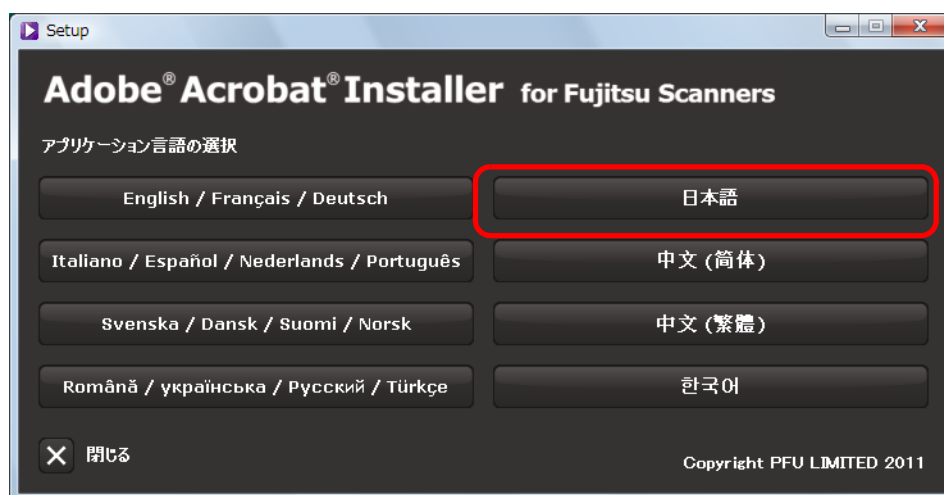 Setup
Adobe® Acrobat® Installer for Fujitsu Scanners
アプリケーション言語の選択
English / Français / Deutsch
日本語
Italiano / Español / Nederlands / Português
中文 (简体)
Svenska / Dansk / Suomi / Norsk
中文 (繁體)
Română / українська / Русский / Türkçe
한국어
閉じる
Copyright PFU LIMITED 2011